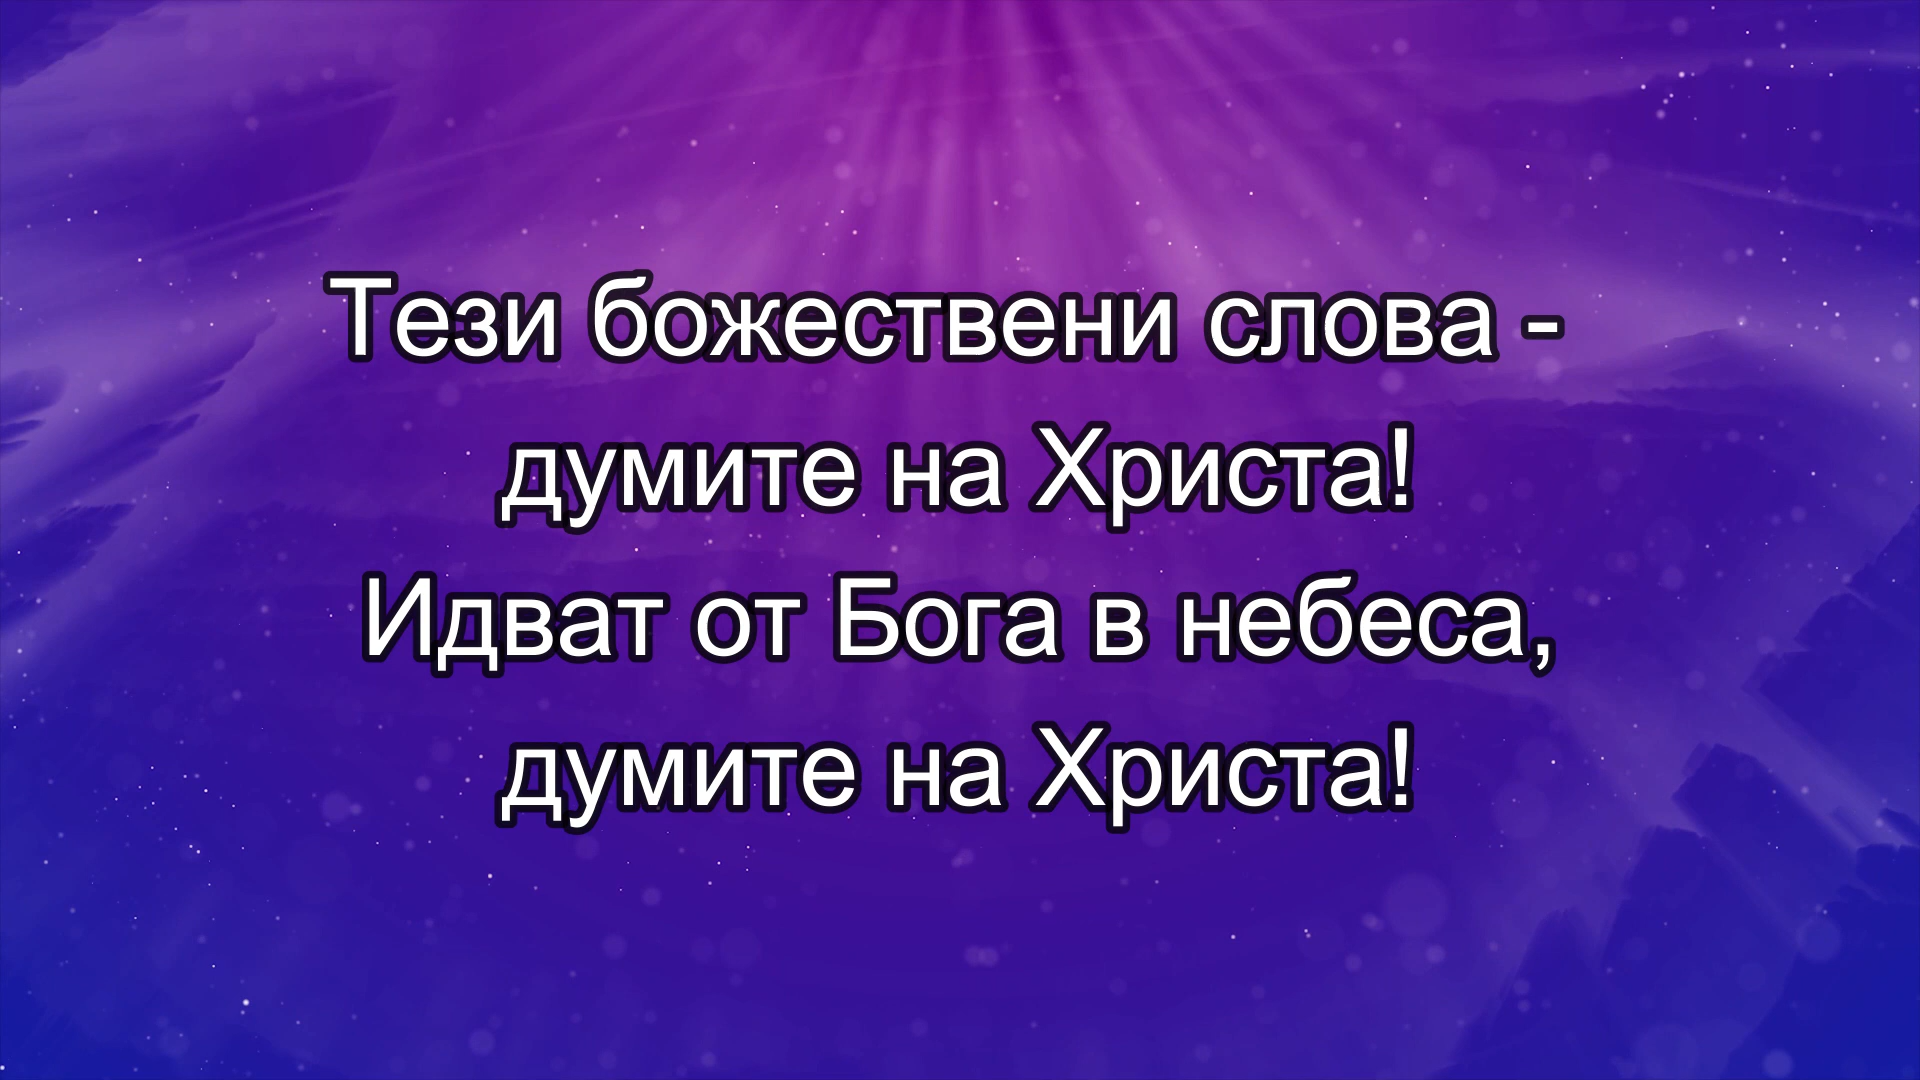 Тези божествени слова -
думите на Христа!
Идват от Бога в небеса,
думите на Христа!